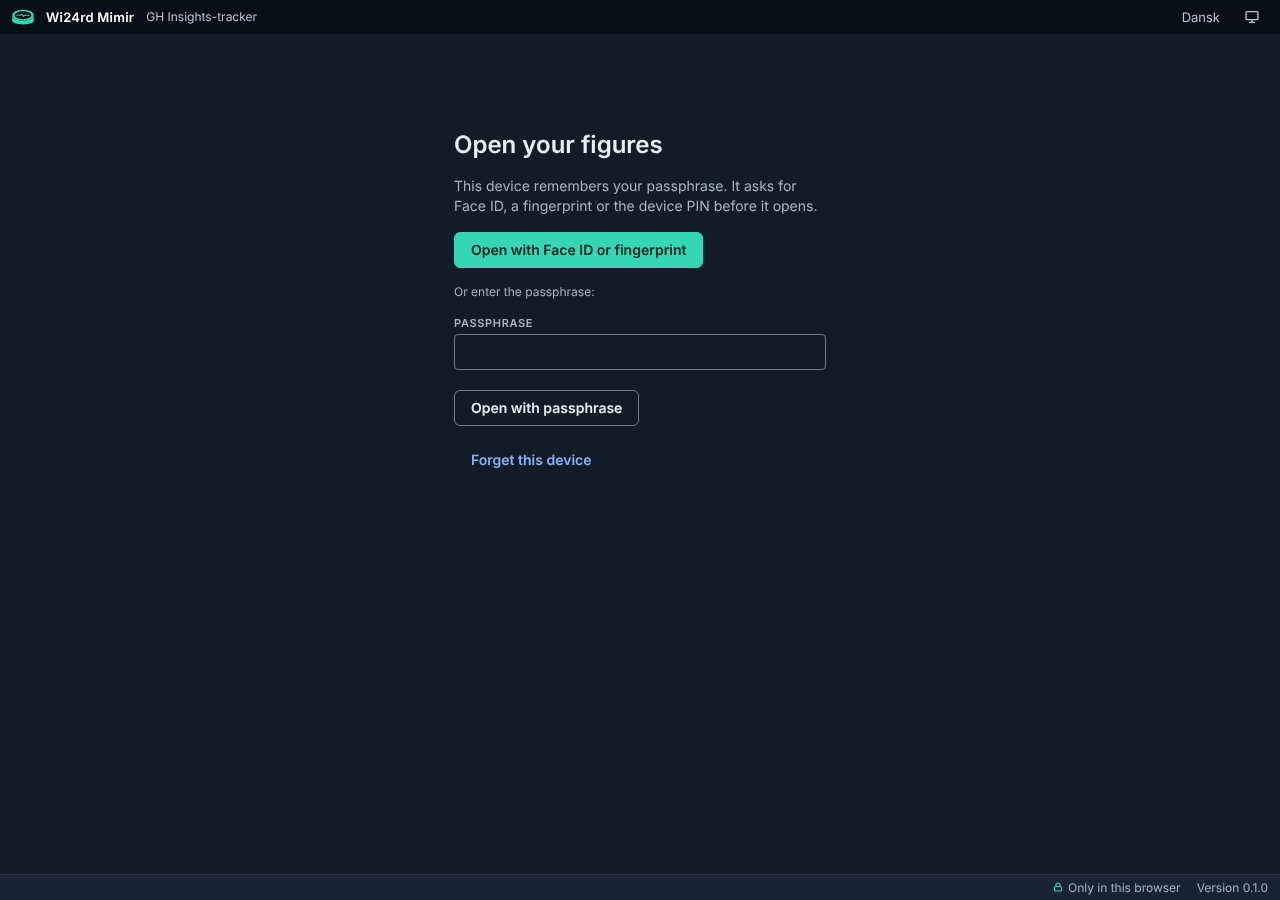 Wi24rd Mimir GH Insights-tracker Dansk
Open your figures
This device remembers your passphrase. It asks for
Face ID, a fingerprint or the device PIN before it opens.
Open with Face ID or fingerprint
Or enter the passphrase:
PASSPHRASE
Open with passphrase
Forget this device
Only in this browser Version 0.1.0